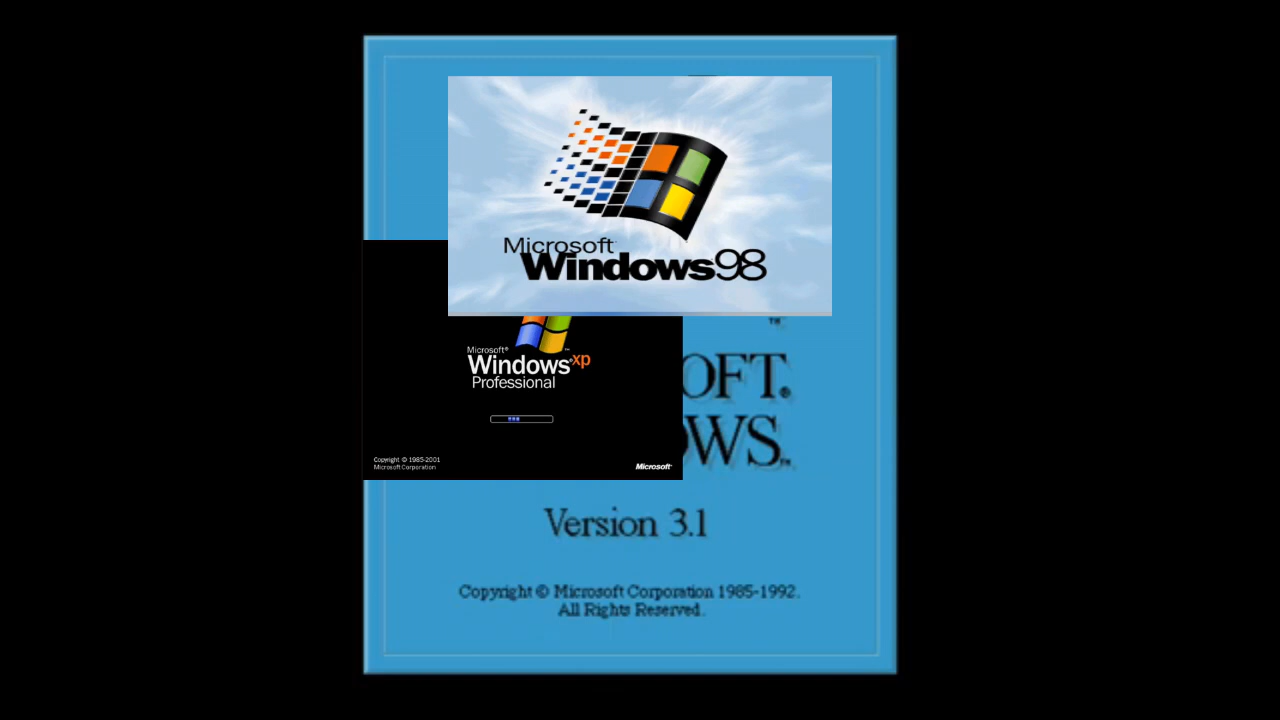 Microsoft
Windows98
Microsoft®
Windows®xp
Professional
Copyright © 1985-2001
Microsoft Corporation
Microsoft
™
OFT®
OWS™
Version 3.1
Copyright © Microsoft Corporation 1985-1992.
All Rights Reserved.